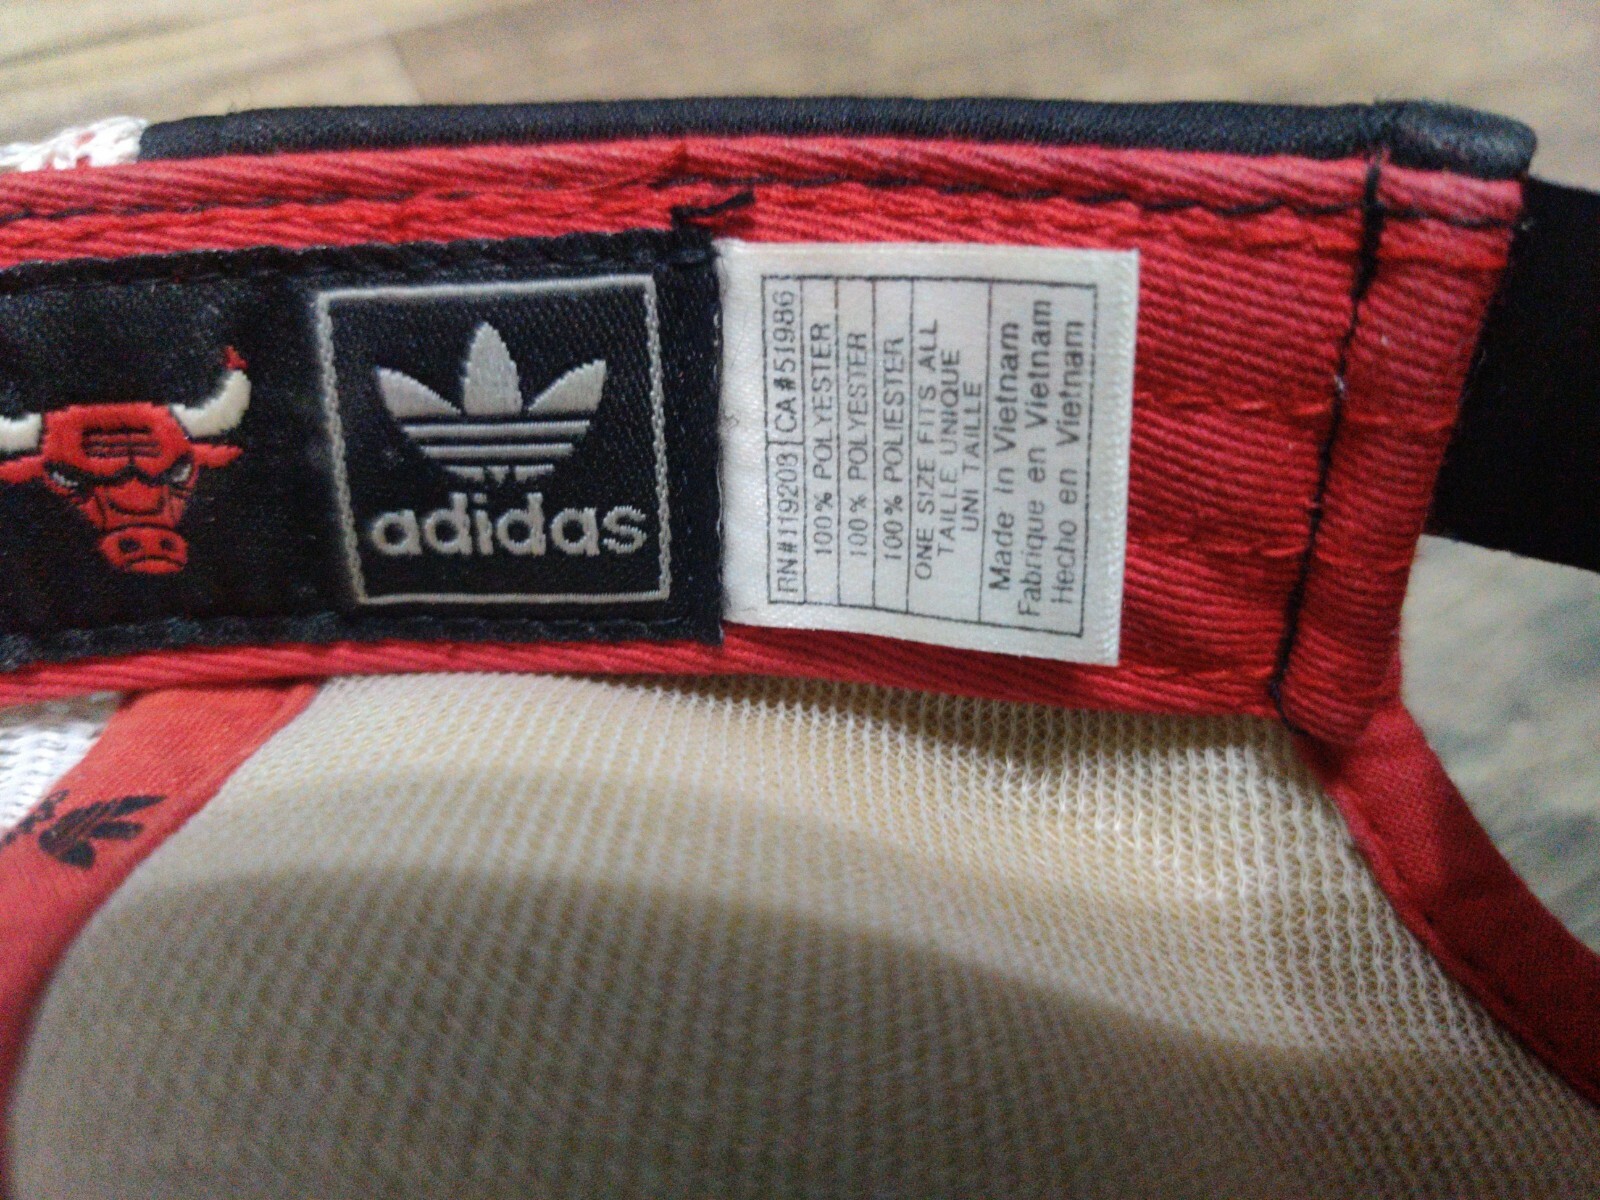 adidas
RN#119208 CA#51986
100% POLYESTER
100% POLYESTER
100% POLIESTER
ONE SIZE FITS ALL
TAILLE UNIQUE
UNI TAILLE
Made in Vietnam
Fabrique en Vietnam
Hecho en Vietnam